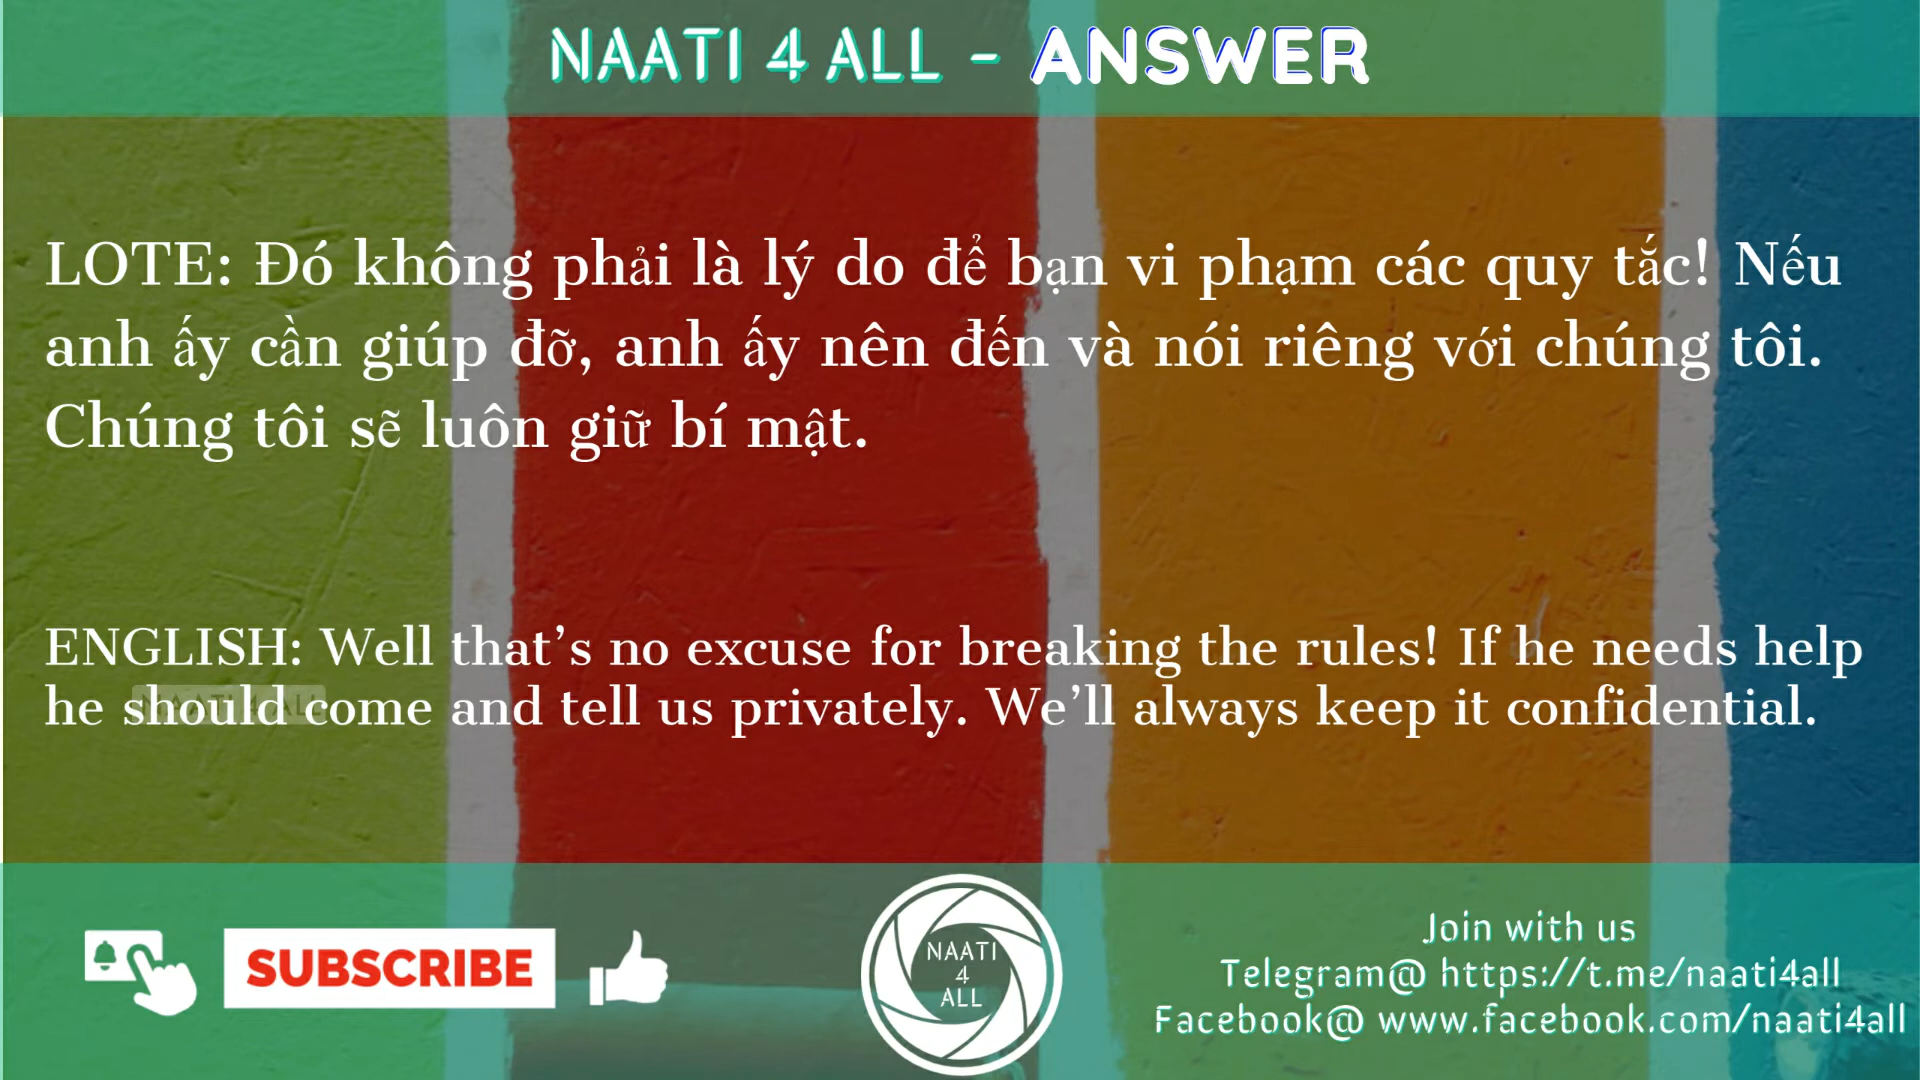 NAATI 4 ALL - ANSWER
LOTE: Đó không phải là lý do để bạn vi phạm các quy tắc! Nếu
anh ấy cần giúp đỡ, anh ấy nên đến và nói riêng với chúng tôi.
Chúng tôi sẽ luôn giữ bí mật.
ENGLISH: Well that's no excuse for breaking the rules! If he needs help
he should come and tell us privately. We'll always keep it confidential.
NAATI 4 ALL
SUBSCRIBE
NAATI
4
ALL
Join with us
Telegram@ https://t.me/naati4all
Facebook@ www.facebook.com/naati4all